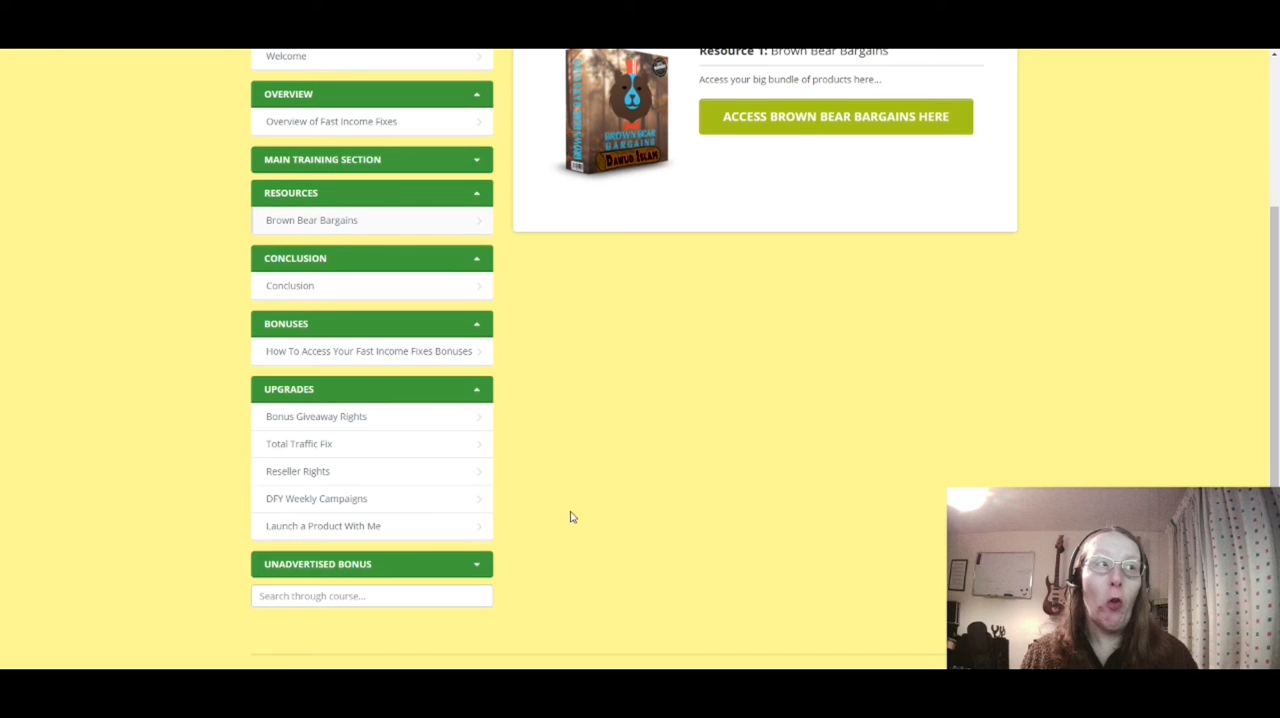 Welcome
OVERVIEW
Overview of Fast Income Fixes
MAIN TRAINING SECTION
RESOURCES
Brown Bear Bargains
CONCLUSION
Conclusion
BONUSES
How To Access Your Fast Income Fixes Bonuses
UPGRADES
Bonus Giveaway Rights
Total Traffic Fix
Reseller Rights
DFY Weekly Campaigns
Launch a Product With Me
UNADVERTISED BONUS
Search through course...
Resource 1: Brown Bear Bargains
Access your big bundle of products here...
ACCESS BROWN BEAR BARGAINS HERE
BROWN BEAR
BARGAINS
DAWUD ISLAM